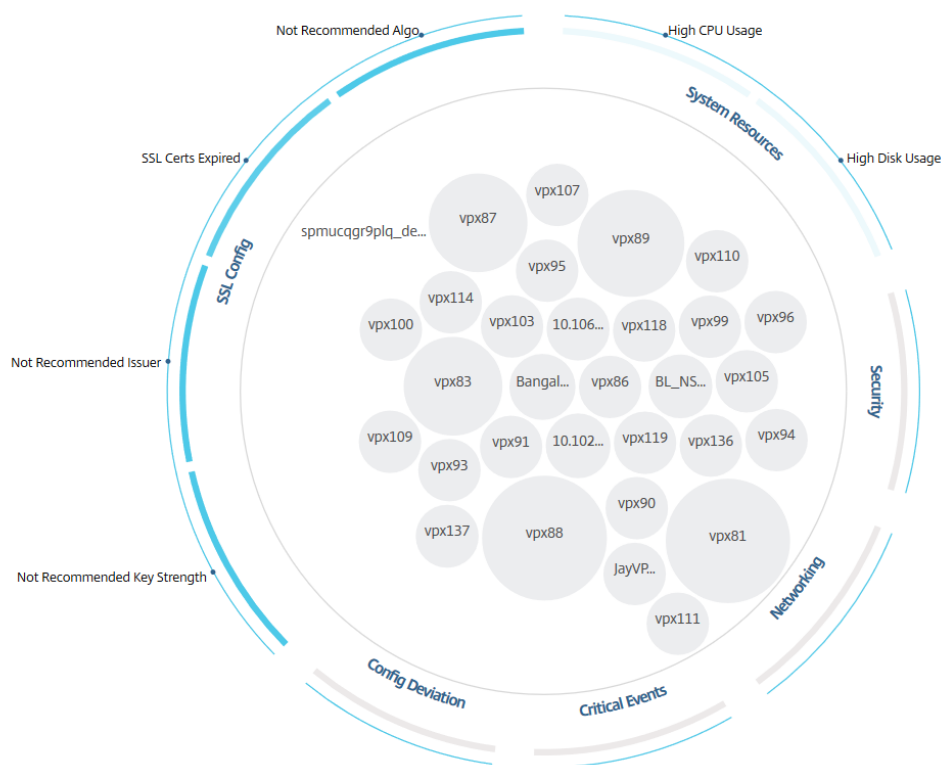 Not Recommended Algo
High CPU Usage
System Resources
SSL Certs Expired
High Disk Usage
vpx107
vpx87
spmucqgr9plq_de...
vpx89
vpx110
vpx95
SSL Config
vpx114
vpx100
vpx103
10.106...
vpx118
vpx99
vpx96
Not Recommended Issuer
vpx83
Bangal...
vpx86
BL_NS...
vpx105
Security
vpx109
vpx93
vpx91
10.102...
vpx119
vpx136
vpx94
vpx90
vpx137
vpx88
vpx81
JayVP...
Not Recommended Key Strength
Networking
vpx111
Config Deviation
Critical Events